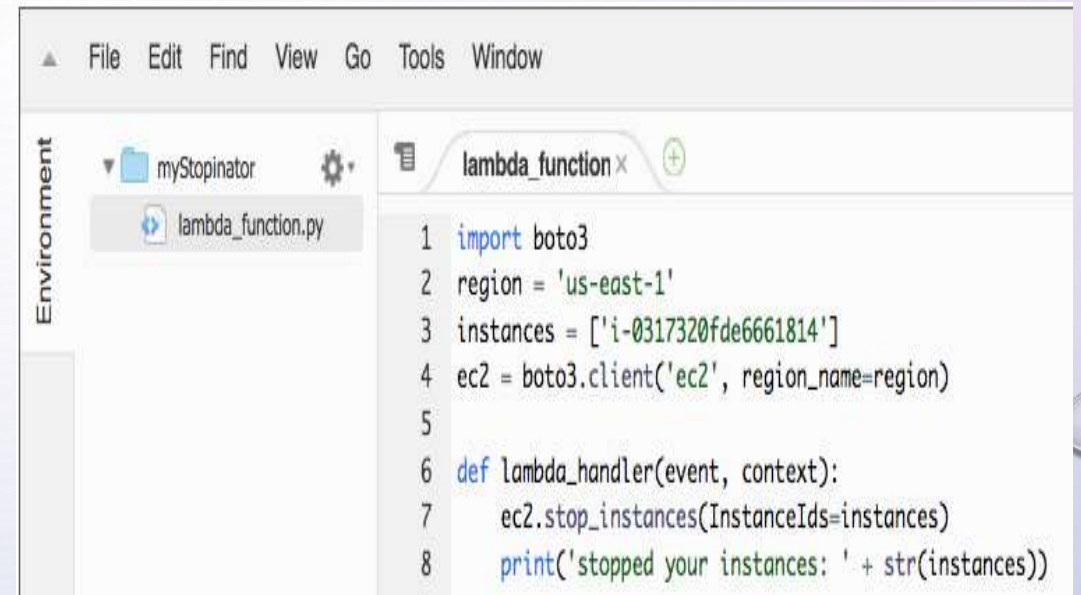 File Edit Find View Go Tools Window
Environment
myStopinator
lambda_function.py
lambda_function
1 import boto3
2 region = 'us-east-1'
3 instances = ['i-0317320fde6661814']
4 ec2 = boto3.client('ec2', region_name=region)
5
6 def lambda_handler(event, context):
7 ec2.stop_instances(InstanceIds=instances)
8 print('stopped your instances: ' + str(instances))